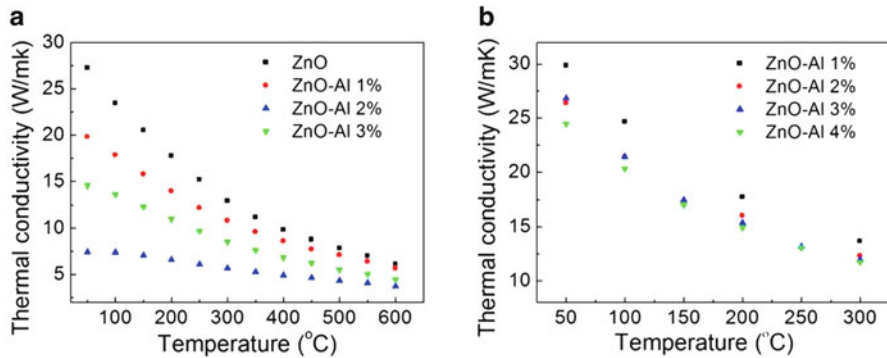 a
Thermal conductivity (W/mK)
30
25
20
15
10
5
ZnO
ZnO-Al 1%
ZnO-Al 2%
ZnO-Al 3%
100 200 300 400 500 600
Temperature (°C)
b
Thermal conductivity (W/mK)
30
25
20
15
10
ZnO-Al 1%
ZnO-Al 2%
ZnO-Al 3%
ZnO-Al 4%
50 100 150 200 250 300
Temperature (°C)